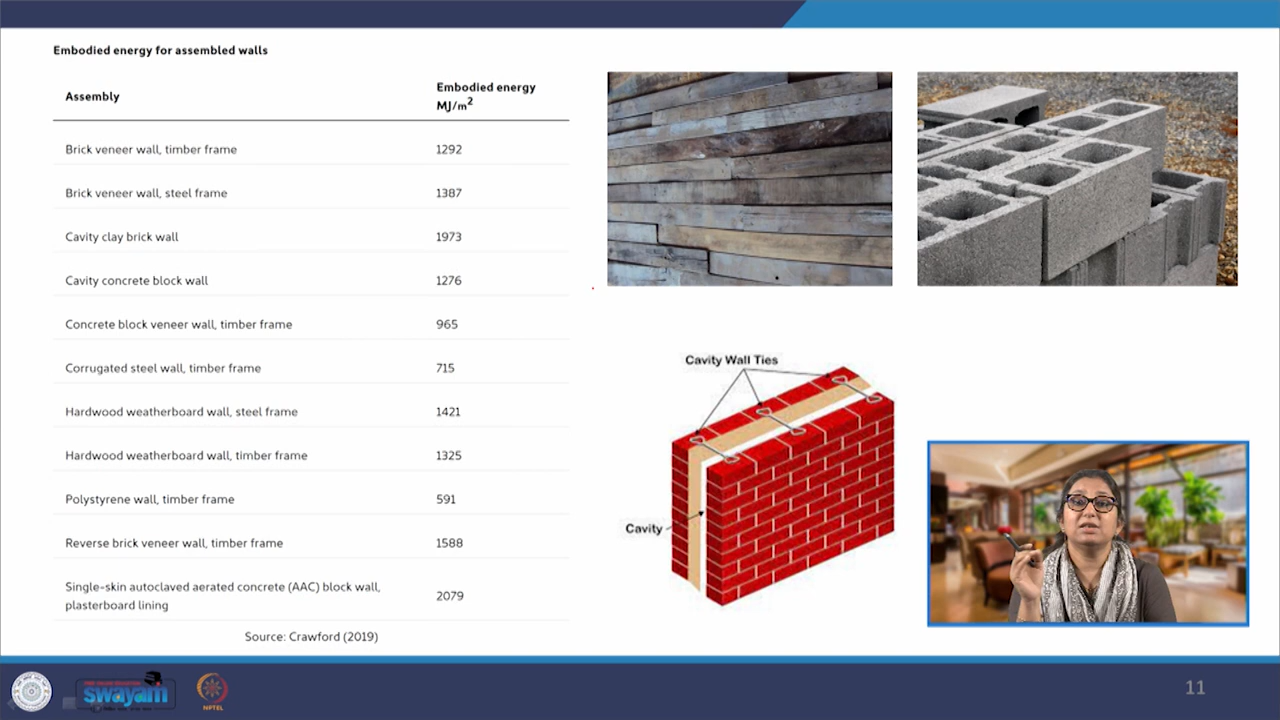 Embodied energy for assembled walls
Assembly
Embodied energy
MJ/m2
Brick veneer wall, timber frame 1292
Brick veneer wall, steel frame 1387
Cavity clay brick wall 1973
Cavity concrete block wall 1276
Concrete block veneer wall, timber frame 965
Corrugated steel wall, timber frame 715
Hardwood weatherboard wall, steel frame 1421
Hardwood weatherboard wall, timber frame 1325
Polystyrene wall, timber frame 591
Reverse brick veneer wall, timber frame 1588
Single-skin autoclaved aerated concrete (AAC) block wall,
plasterboard lining 2079
Source: Crawford (2019)
Cavity Wall Ties
Cavity
swayam
NPTEL
11